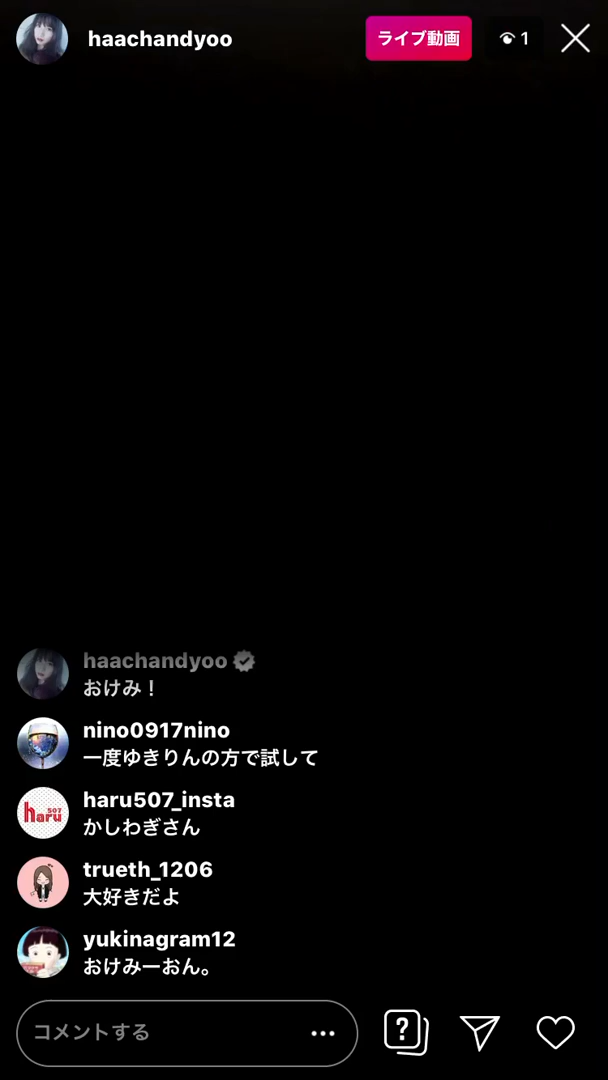 haachandyoo
ライブ動画
1
haachandyoo
おけみ！
nino0917nino
一度ゆきりんの方で試して
haru507_insta
haru
507
かしわぎさん
trueth_1206
大好きだよ
yukinagram12
おけみーおん。
コメントする
?